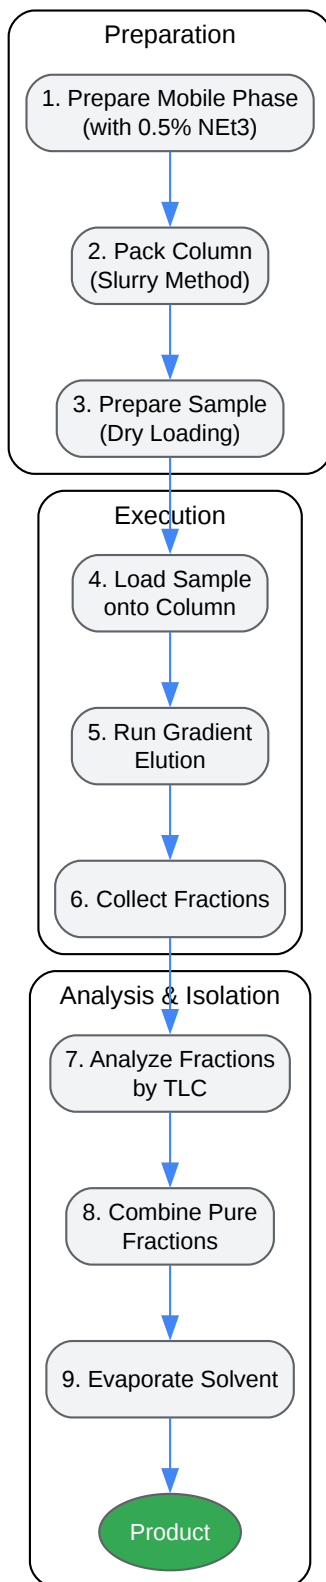 Preparation
1. Prepare Mobile Phase
(with 0.5% NEt3)
2. Pack Column
(Slurry Method)
3. Prepare Sample
(Dry Loading)
Execution
4. Load Sample
onto Column
5. Run Gradient
Elution
6. Collect Fractions
Analysis & Isolation
7. Analyze Fractions
by TLC
8. Combine Pure
Fractions
9. Evaporate Solvent
Product